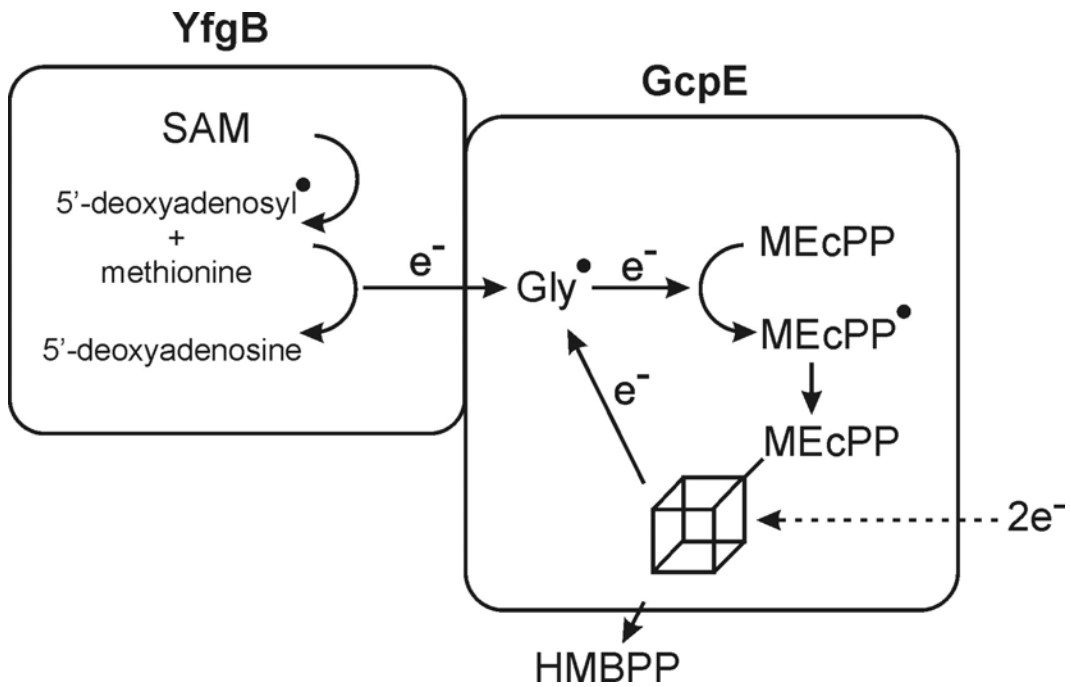 YfgB
GcpE
SAM
5’-deoxyadenosyl•
+
methionine
5’-deoxyadenosine
e-
Gly•
e-
MEcPP
MEcPP•
MEcPP
e-
2e-
HMBPP